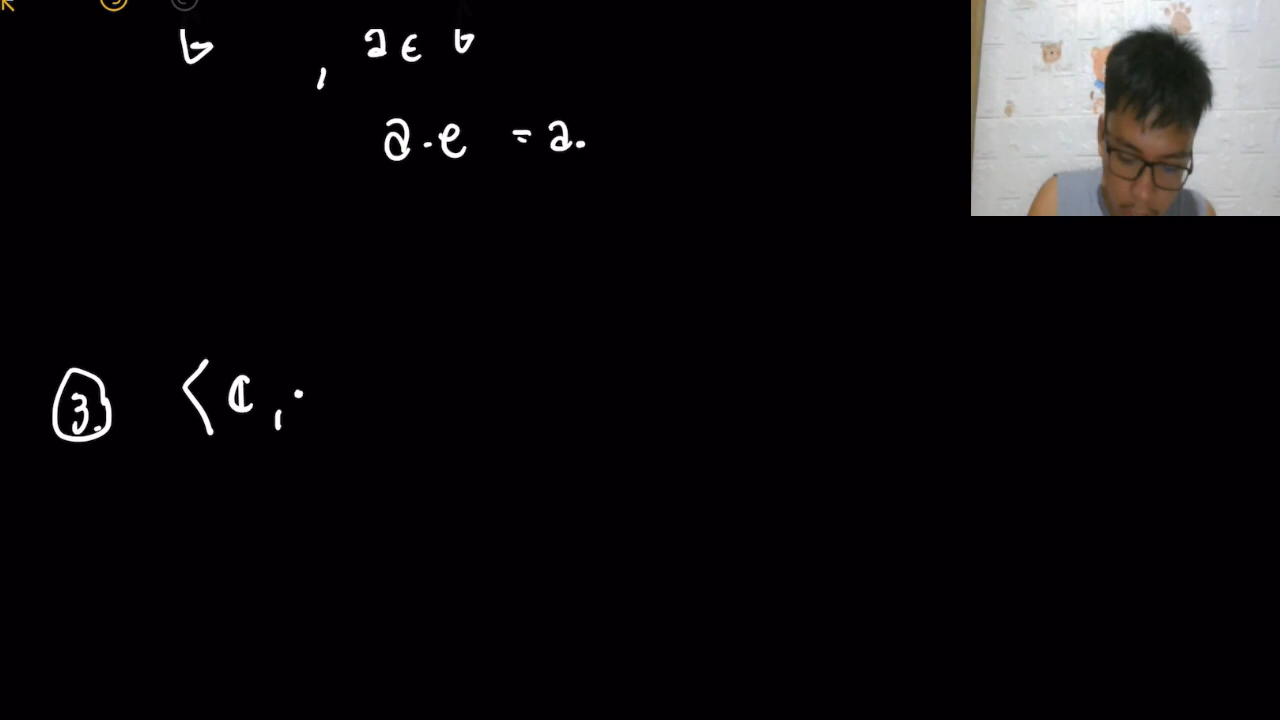 G , a ∈ G
a · e = a.
3. ⟨ ℂ , ·